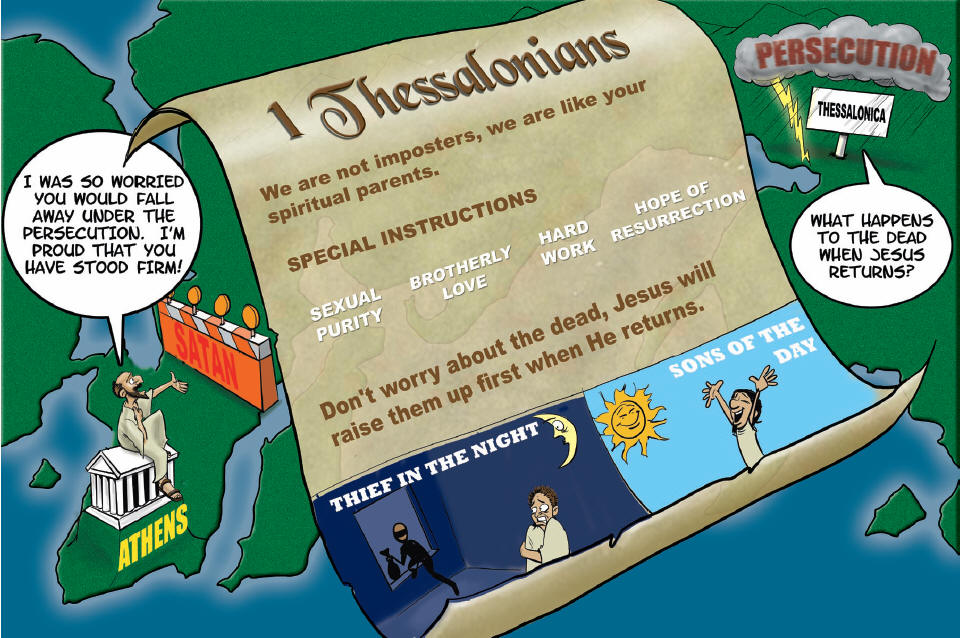 1 Thessalonians
We are not imposters, we are like your
spiritual parents.
SPECIAL INSTRUCTIONS
SEXUAL
PURITY
BROTHERLY
LOVE
HARD
WORK
HOPE OF
RESURRECTION
Don't worry about the dead, Jesus will
raise them up first when He returns.
THIEF IN THE NIGHT
SONS OF THE
DAY
I WAS SO WORRIED
YOU WOULD FALL
AWAY UNDER THE
PERSECUTION. I'M
PROUD THAT YOU
HAVE STOOD FIRM!
SATAN
ATHENS
PERSECUTION
THESSALONICA
WHAT HAPPENS
TO THE DEAD
WHEN JESUS
RETURNS?